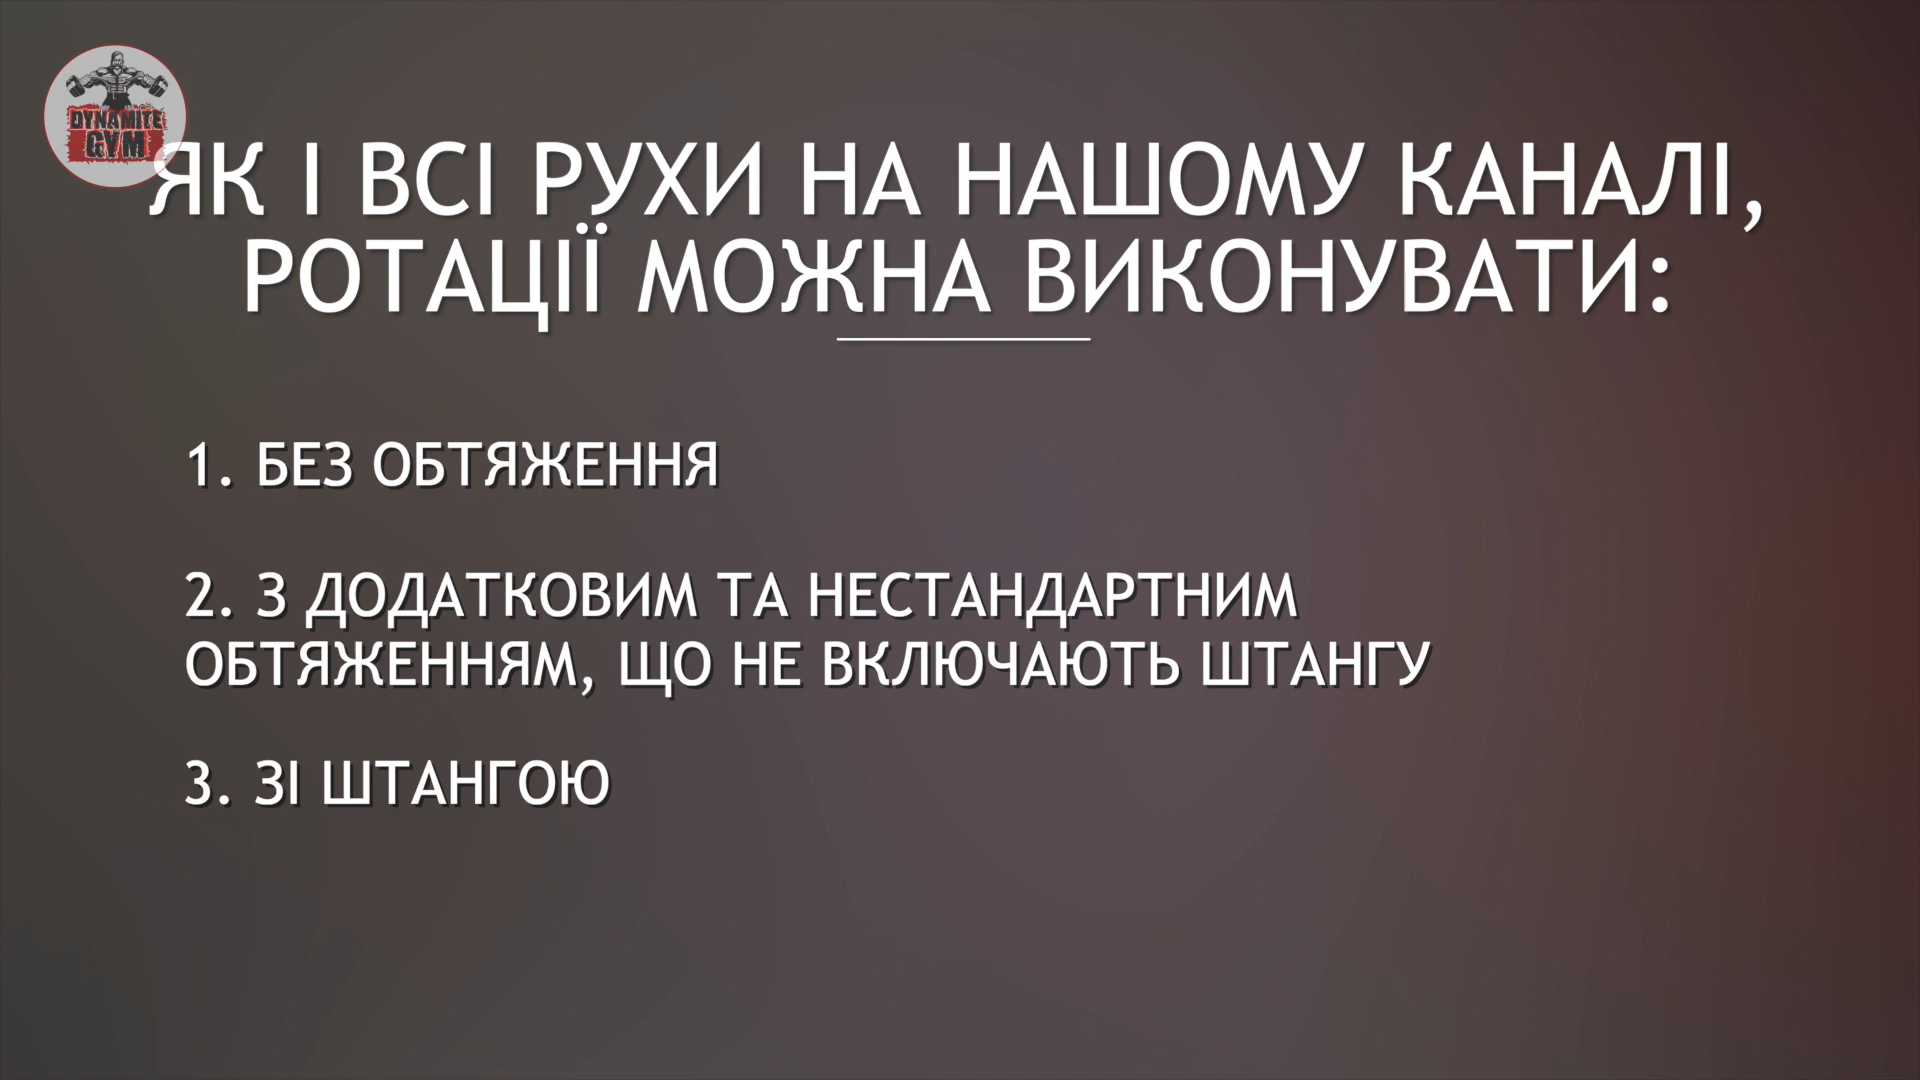 DYNAMITE
GYM
ЯК І ВСІ РУХИ НА НАШОМУ КАНАЛІ,
РОТАЦІЇ МОЖНА ВИКОНУВАТИ:
1. БЕЗ ОБТЯЖЕННЯ
2. З ДОДАТКОВИМ ТА НЕСТАНДАРТНИМ
ОБТЯЖЕННЯМ, ЩО НЕ ВКЛЮЧАЮТЬ ШТАНГУ
3. ЗІ ШТАНГОЮ